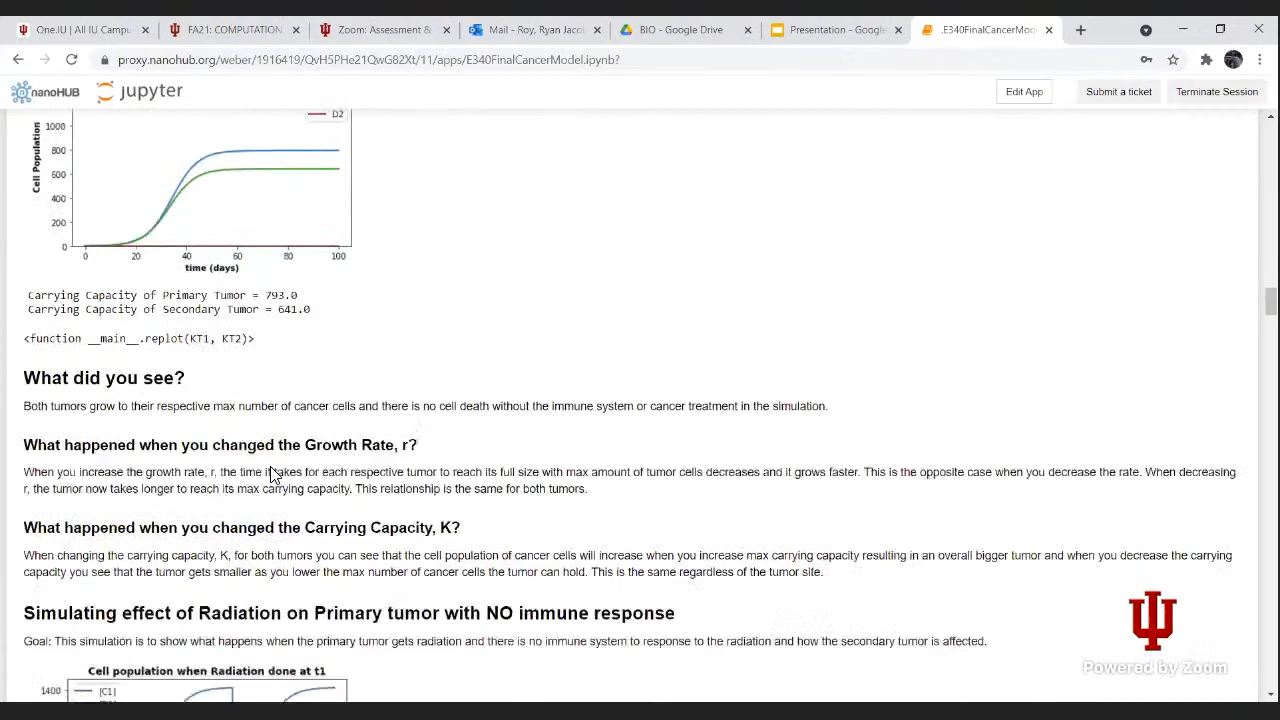 One.IU | All IU Campu
FA21: COMPUTATION
Zoom: Assessment &
Mail - Roy, Ryan Jacol
BIO - Google Drive
Presentation - Google
.E340FinalCancerMode
proxy.nanohub.org/weber/1916419/QvH5PHe21QwG82Xt/11/apps/E340FinalCancerModel.ipynb?
nanoHUB
jupyter
Edit App
Submit a ticket
Terminate Session
D2
1000
800
600
400
200
0
Cell Population
0 20 40 60 80 100
time (days)
Carrying Capacity of Primary Tumor = 793.0
Carrying Capacity of Secondary Tumor = 641.0
<function __main__.replot(KT1, KT2)>
What did you see?
Both tumors grow to their respective max number of cancer cells and there is no cell death without the immune system or cancer treatment in the simulation.
What happened when you changed the Growth Rate, r?
When you increase the growth rate, r, the time it takes for each respective tumor to reach its full size with max amount of tumor cells decreases and it grows faster. This is the opposite case when you decrease the rate. When decreasing
r, the tumor now takes longer to reach its max carrying capacity. This relationship is the same for both tumors.
What happened when you changed the Carrying Capacity, K?
When changing the carrying capacity, K, for both tumors you can see that the cell population of cancer cells will increase when you increase max carrying capacity resulting in an overall bigger tumor and when you decrease the carrying
capacity you see that the tumor gets smaller as you lower the max number of cancer cells the tumor can hold. This is the same regardless of the tumor site.
Simulating effect of Radiation on Primary tumor with NO immune response
Goal: This simulation is to show what happens when the primary tumor gets radiation and there is no immune system to response to the radiation and how the secondary tumor is affected.
Cell population when Radiation done at t1
1400
[C1]
Powered by Zoom